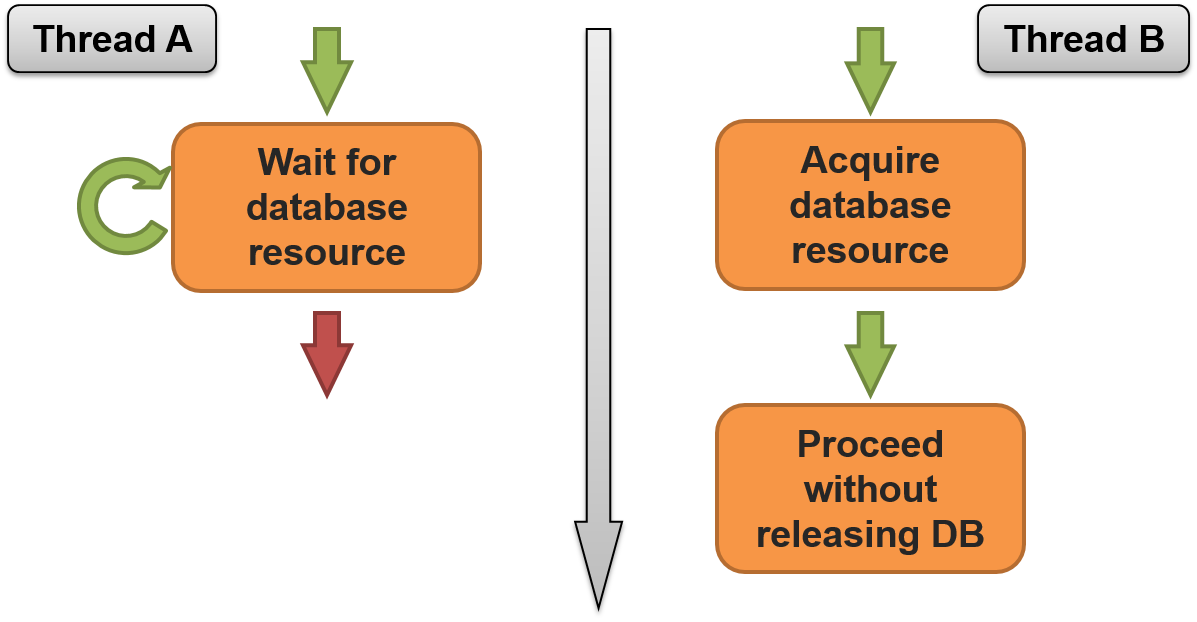 Thread A
Thread B
Wait for
database
resource
Acquire
database
resource
Proceed
without
releasing DB